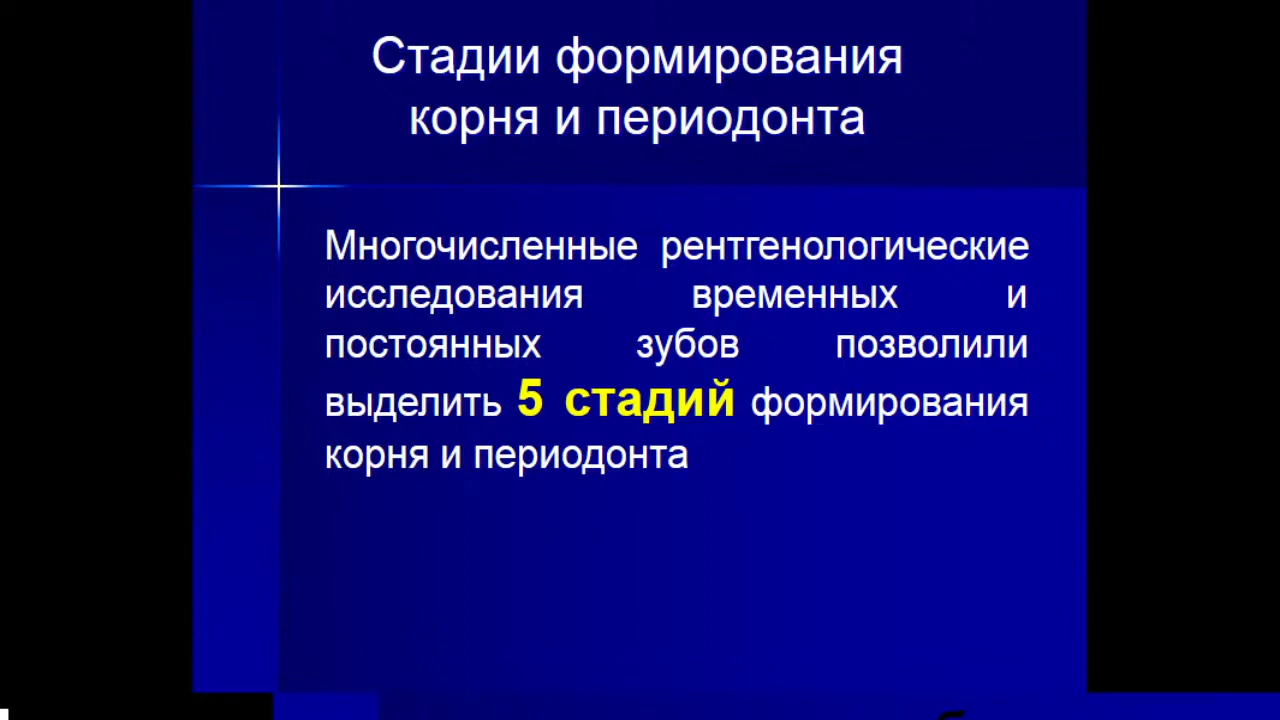 Стадии формирования
корня и периодонта
Многочисленные рентгенологические
исследования временных и
постоянных зубов позволили
выделить 5 стадий формирования
корня и периодонта